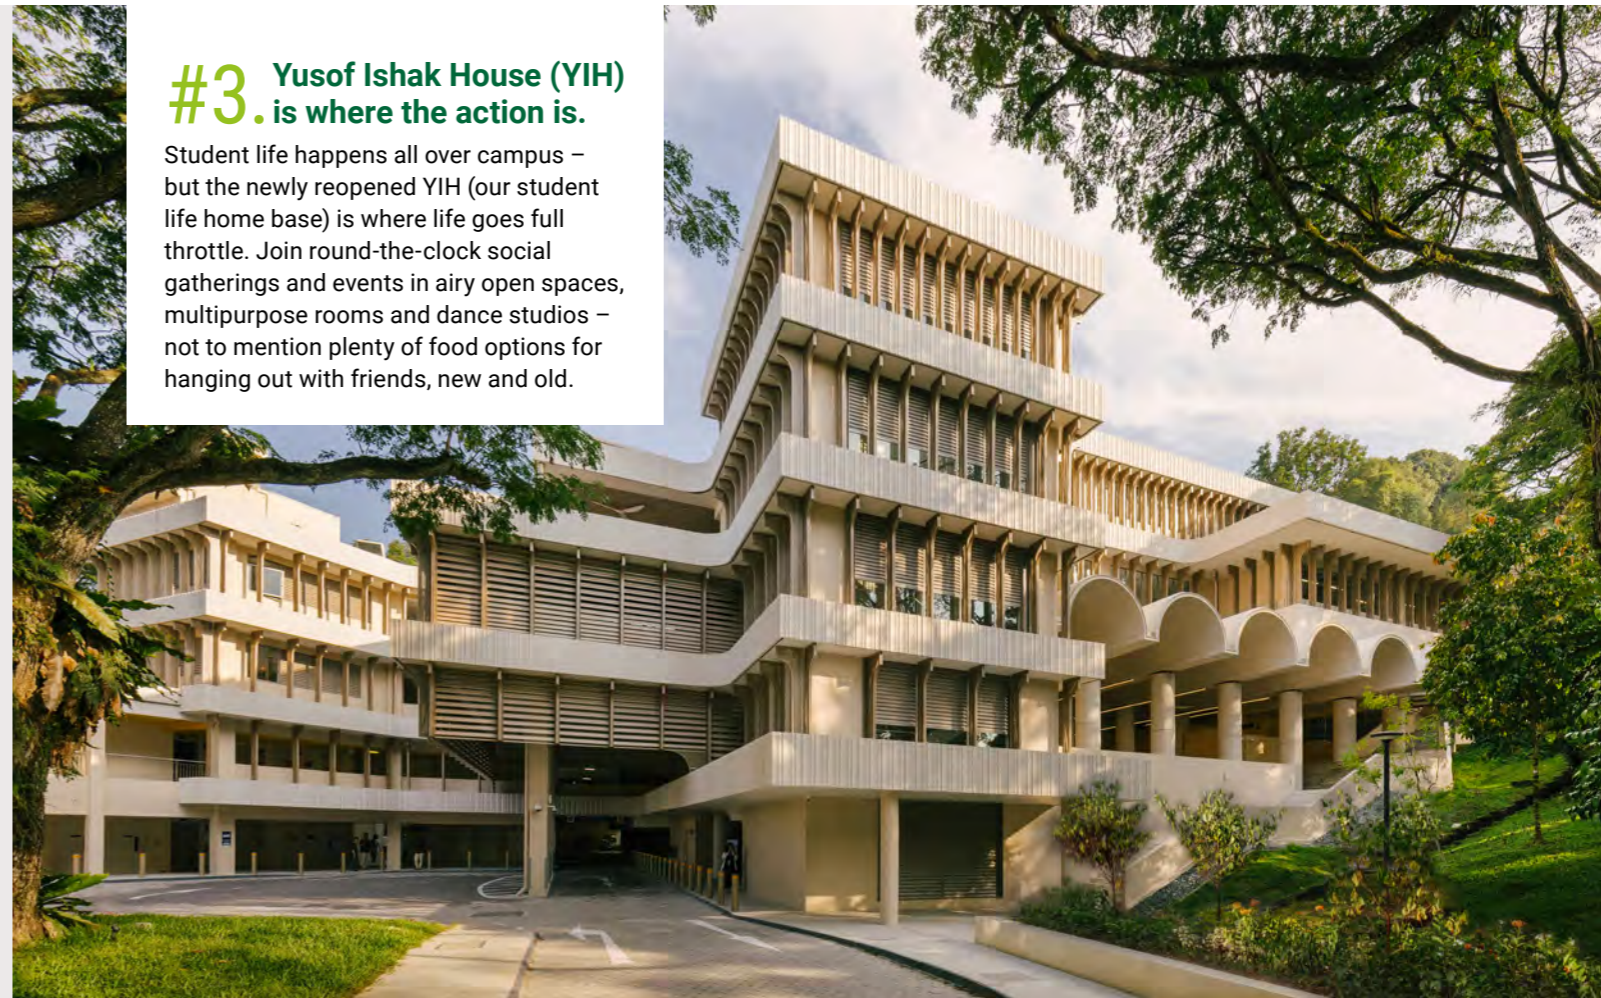 #3. Yusof Ishak House (YIH)
is where the action is.
Student life happens all over campus –
but the newly reopened YIH (our student
life home base) is where life goes full
throttle. Join round-the-clock social
gatherings and events in airy open spaces,
multipurpose rooms and dance studios –
not to mention plenty of food options for
hanging out with friends, new and old.